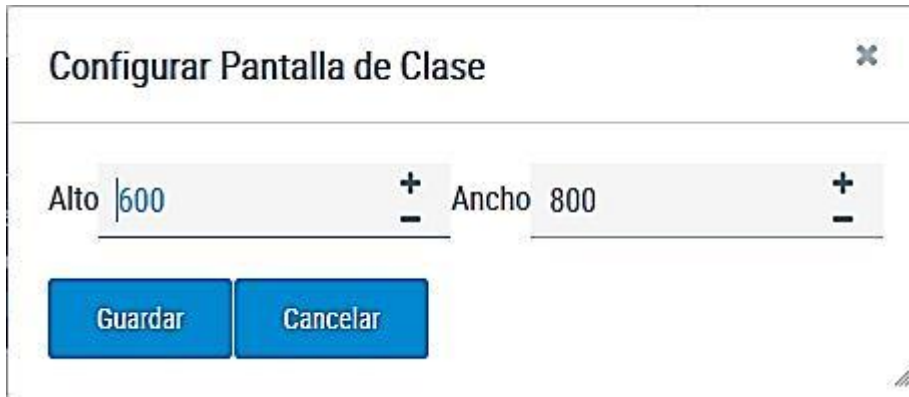 Configurar Pantalla de Clase
Alto 600 Ancho 800
Guardar Cancelar